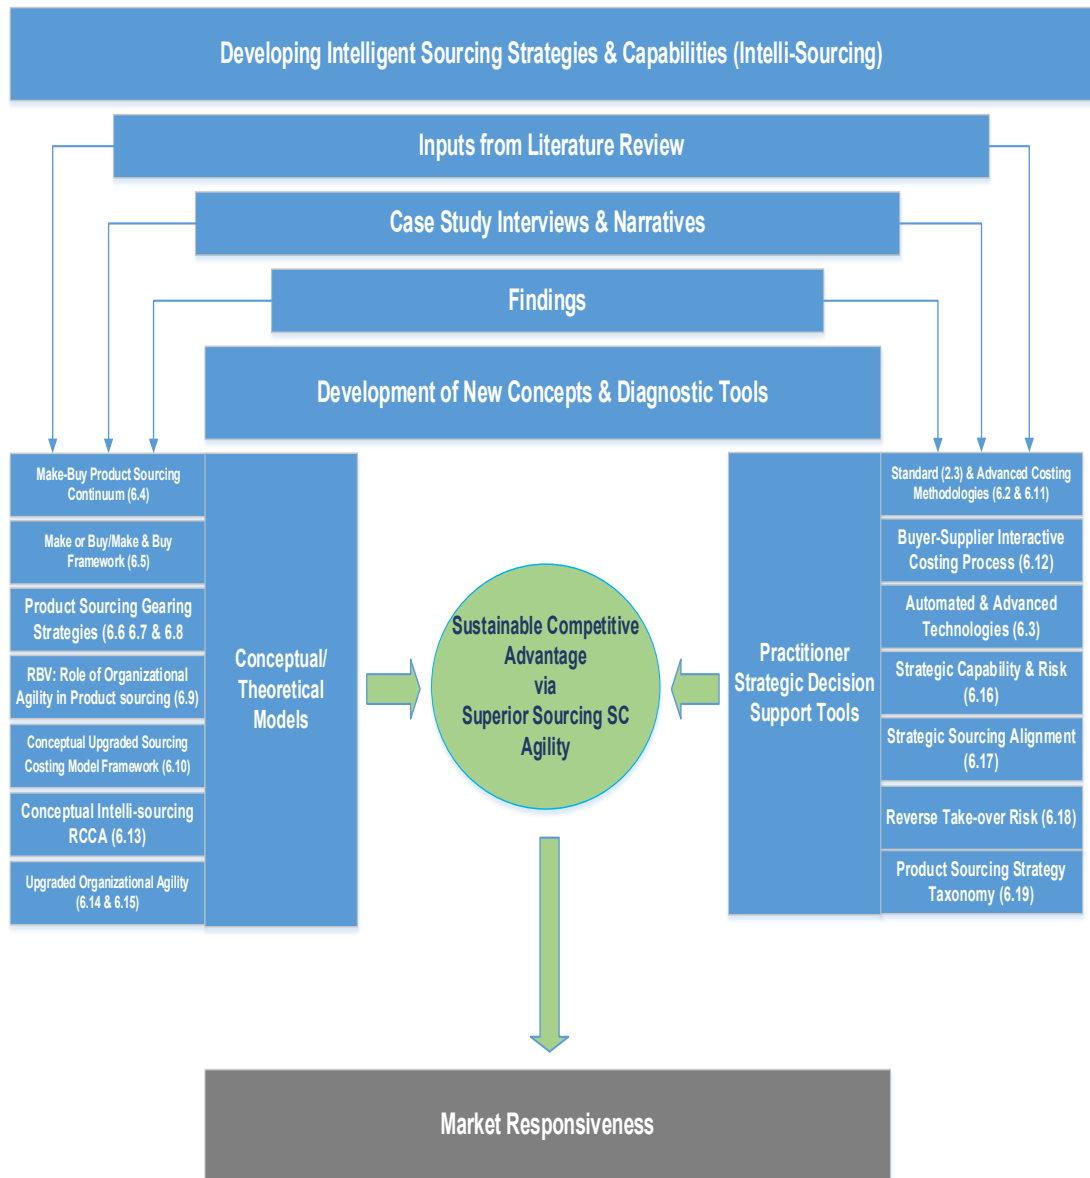 Developing Intelligent Sourcing Strategies & Capabilities (Intelli-Sourcing)
Inputs from Literature Review
Case Study Interviews & Narratives
Findings
Development of New Concepts & Diagnostic Tools
Make-Buy Product Sourcing
Continuum (6.4)
Make or Buy/Make & Buy
Framework (6.5)
Product Sourcing Gearing
Strategies (6.6 6.7 & 6.8
RBV: Role of Organizational
Agility in Product sourcing (6.9)
Conceptual Upgraded Sourcing
Costing Model Framework (6.10)
Conceptual Intelli-sourcing
RCCA (6.13)
Upgraded Organizational Agility
(6.14 & 6.15)
Conceptual/
Theoretical
Models
Sustainable Competitive
Advantage
via
Superior Sourcing SC
Agility
Practitioner
Strategic Decision
Support Tools
Standard (2.3) & Advanced Costing
Methodologies (6.2 & 6.11)
Buyer-Supplier Interactive
Costing Process (6.12)
Automated & Advanced
Technologies (6.3)
Strategic Capability & Risk
(6.16)
Strategic Sourcing Alignment
(6.17)
Reverse Take-over Risk (6.18)
Product Sourcing Strategy
Taxonomy (6.19)
Market Responsiveness